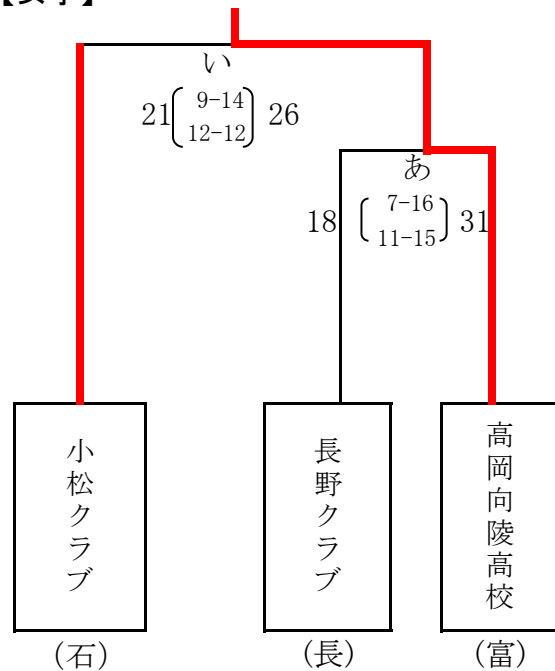 い
21 9-14 26
12-12
あ
18 7-16 31
11-15
小松クラブ
長野クラブ
高岡向陵高校
(石)
(長)
(富)